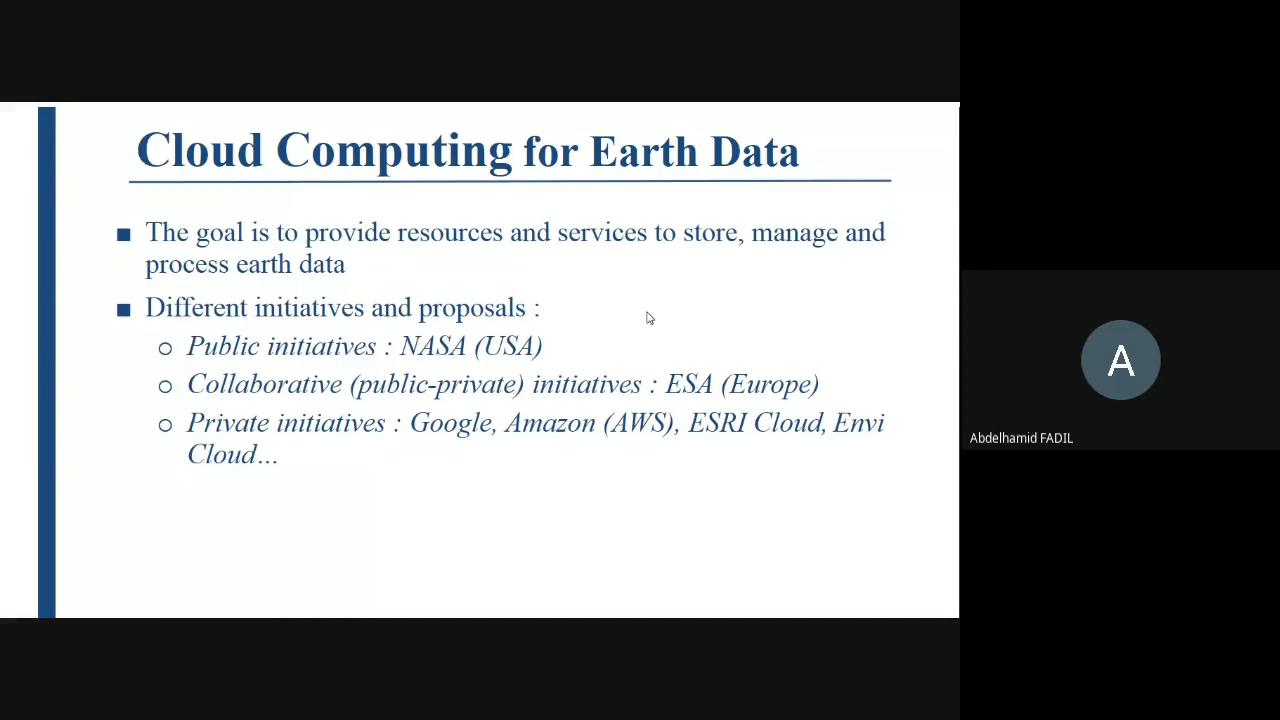 Cloud Computing for Earth Data
■ The goal is to provide resources and services to store, manage and
process earth data
■ Different initiatives and proposals :
o Public initiatives : NASA (USA)
o Collaborative (public-private) initiatives : ESA (Europe)
o Private initiatives : Google, Amazon (AWS), ESRI Cloud, Envi
Cloud…
A
Abdelhamid FADIL